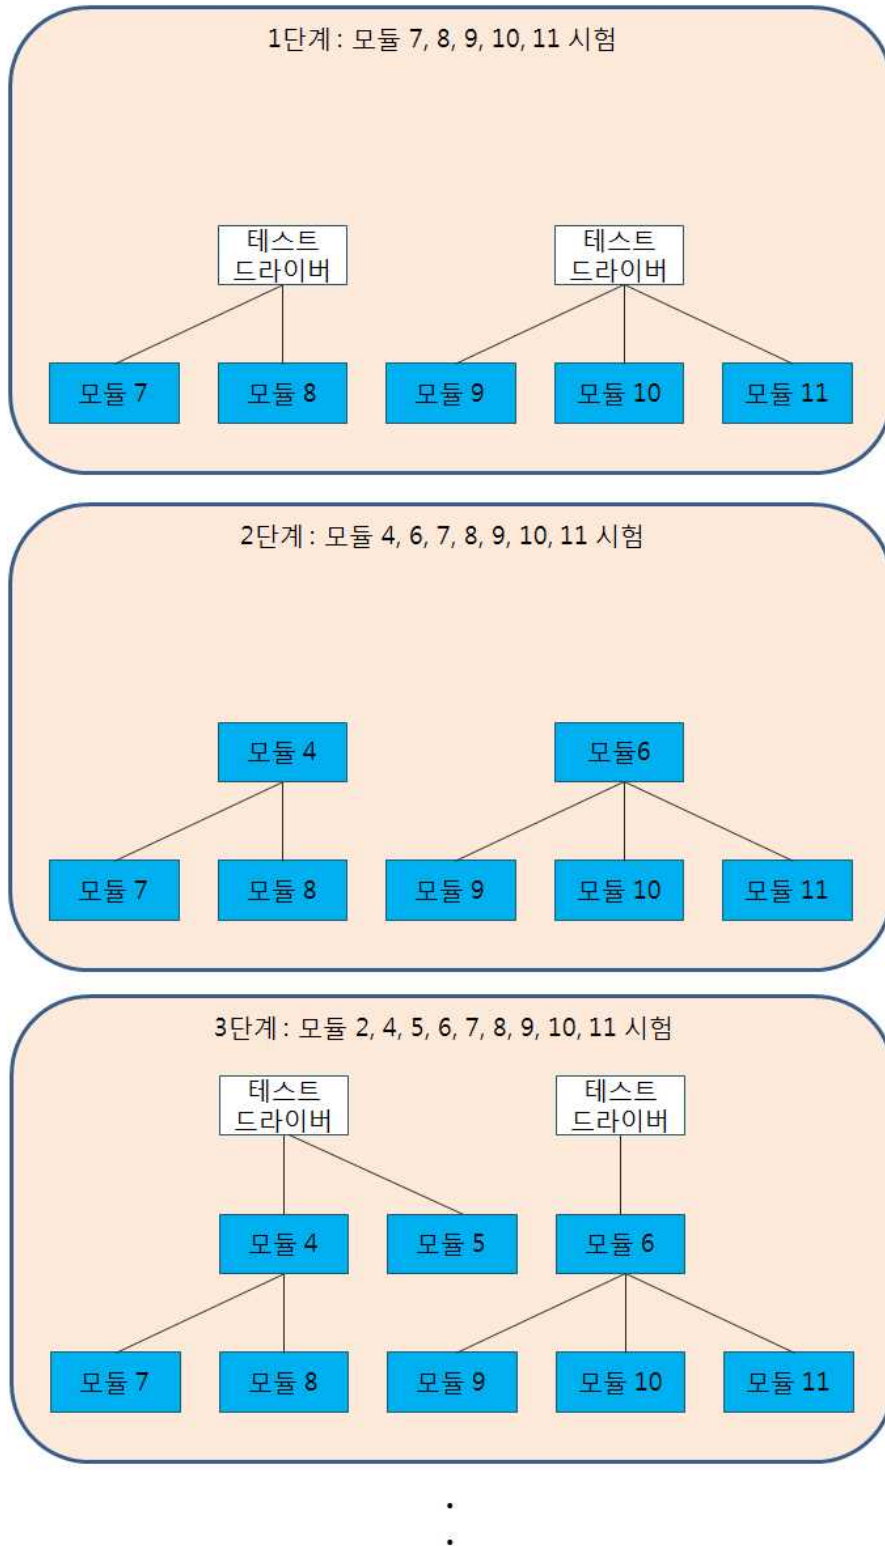 1단계 : 모듈 7, 8, 9, 10, 11 시험
테스트
드라이버
테스트
드라이버
모듈 7
모듈 8
모듈 9
모듈 10
모듈 11
2단계 : 모듈 4, 6, 7, 8, 9, 10, 11 시험
모듈 4
모듈6
모듈 7
모듈 8
모듈 9
모듈 10
모듈 11
3단계 : 모듈 2, 4, 5, 6, 7, 8, 9, 10, 11 시험
테스트
드라이버
테스트
드라이버
모듈 4
모듈 5
모듈 6
모듈 7
모듈 8
모듈 9
모듈 10
모듈 11